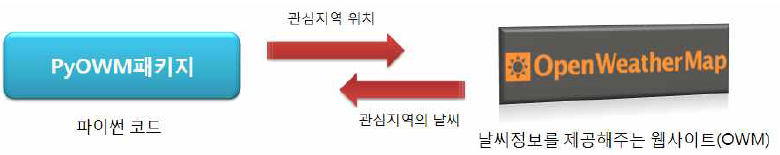 관심지역 위치
PyOWM패키지
OpenWeatherMap
관심지역의 날씨
파이썬 코드
날씨정보를 제공해주는 웹사이트(OWM)